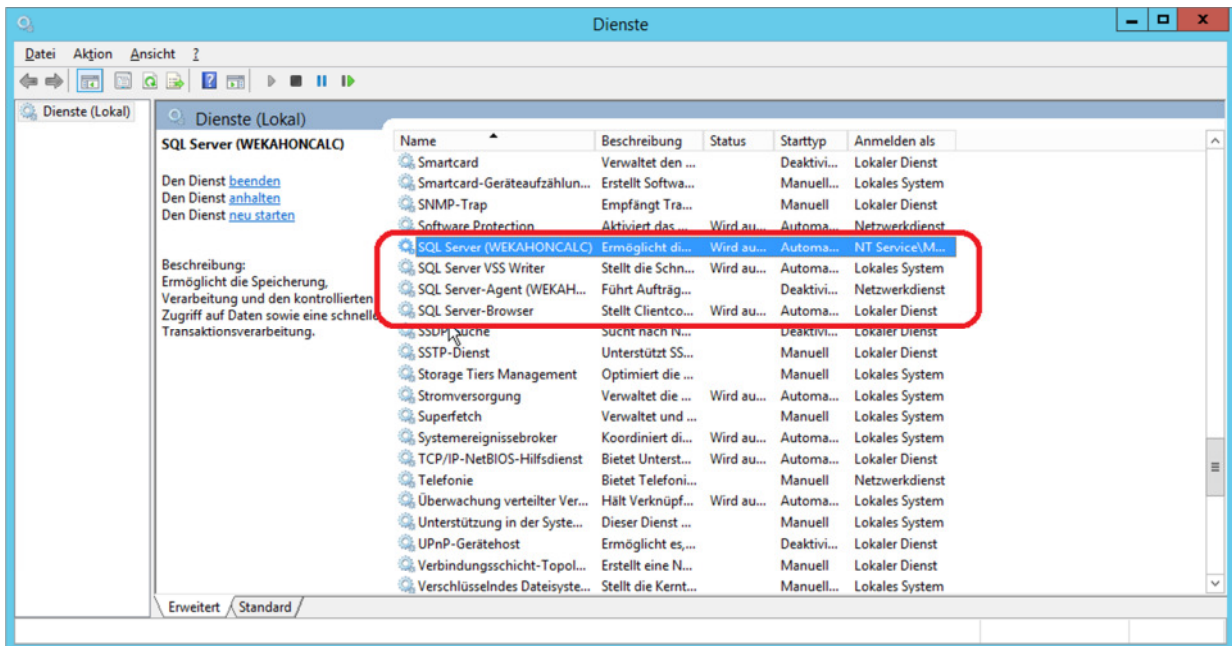 Dienste
Datei Aktion Ansicht ?
Dienste (Lokal)
Dienste (Lokal)
SQL Server (WEKAHONCALC)
Den Dienst beenden
Den Dienst anhalten
Den Dienst neu starten
Beschreibung:
Ermöglicht die Speicherung,
Verarbeitung und den kontrollierten
Zugriff auf Daten sowie eine schnelle
Transaktionsverarbeitung.
Name Beschreibung Status Starttyp Anmelden als
Smartcard Verwaltet den ... Deaktivi... Lokaler Dienst
Smartcard-Geräteaufzählun... Erstellt Softwa... Manuell... Lokales System
SNMP-Trap Empfängt Tra... Manuell Lokaler Dienst
Software Protection Aktiviert das ... Wird au... Automa... Netzwerkdienst
SQL Server (WEKAHONCALC) Ermöglicht di... Wird au... Automa... NT Service\M...
SQL Server VSS Writer Stellt die Schn... Wird au... Automa... Lokales System
SQL Server-Agent (WEKAH... Führt Aufträg... Deaktivi... Netzwerkdienst
SQL Server-Browser Stellt Clientco... Wird au... Automa... Lokaler Dienst
SSDP-Suche Sucht nach N... Deaktivi... Lokaler Dienst
SSTP-Dienst Unterstützt SS... Manuell Lokaler Dienst
Storage Tiers Management Optimiert die ... Manuell Lokales System
Stromversorgung Verwaltet die ... Wird au... Automa... Lokales System
Superfetch Verwaltet und ... Manuell Lokales System
Systemereignissebroker Koordiniert di... Wird au... Automa... Lokales System
TCP/IP-NetBIOS-Hilfsdienst Bietet Unterst... Wird au... Automa... Lokaler Dienst
Telefonie Bietet Telefoni... Manuell Netzwerkdienst
Überwachung verteilter Ver... Hält Verknüpf... Wird au... Automa... Lokales System
Unterstützung in der Syste... Dieser Dienst ... Manuell Lokales System
UPnP-Gerätehost Ermöglicht es,... Deaktivi... Lokaler Dienst
Verbindungsschicht-Topol... Erstellt eine N... Manuell Lokaler Dienst
Verschlüsselndes Dateisyste... Stellt die Kernt... Manuell... Lokales System
Erweitert Standard